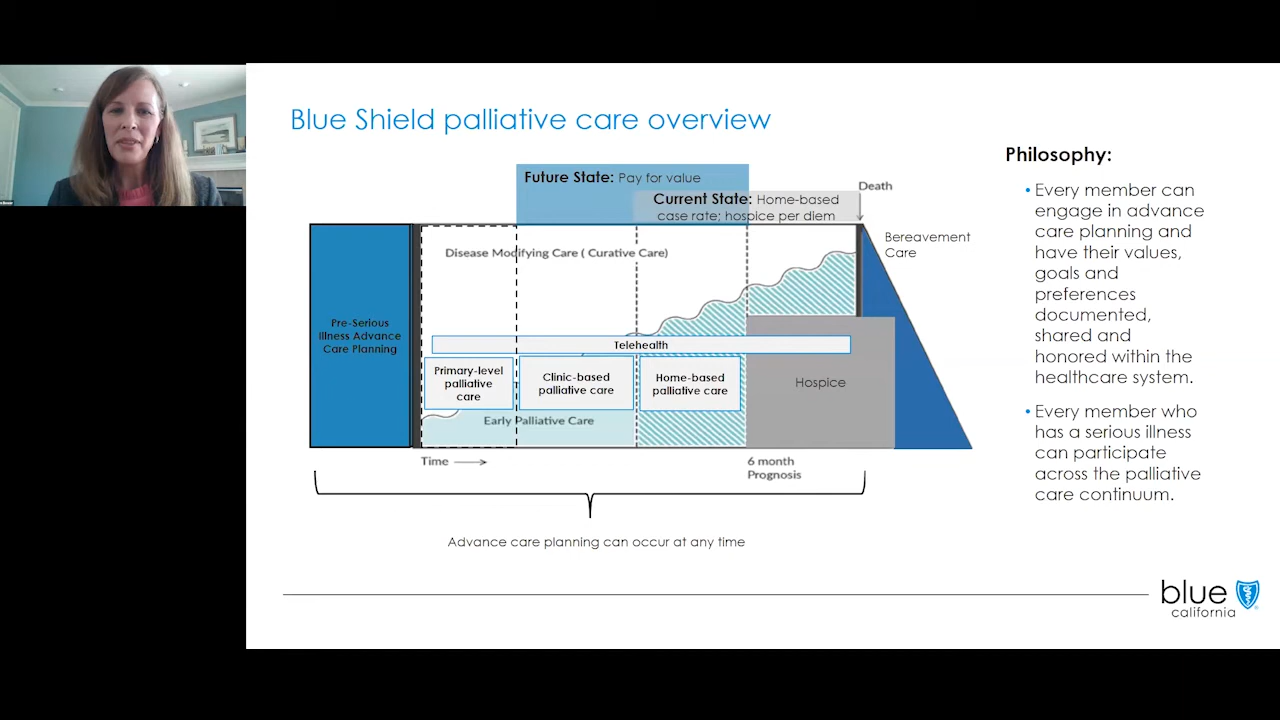 Blue Shield palliative care overview
Future State: Pay for value
Current State: Home-based
case rate; hospice per diem
Death
Bereavement
Care
Disease Modifying Care ( Curative Care)
Pre-Serious
Illness Advance
Care Planning
Telehealth
Primary-level
palliative
care
Clinic-based
palliative care
Home-based
palliative care
Hospice
Early Palliative Care
Time
6 month
Prognosis
Advance care planning can occur at any time
Philosophy:
• Every member can
engage in advance
care planning and
have their values,
goals and
preferences
documented,
shared and
honored within the
healthcare system.
• Every member who
has a serious illness
can participate
across the palliative
care continuum.
blue
california